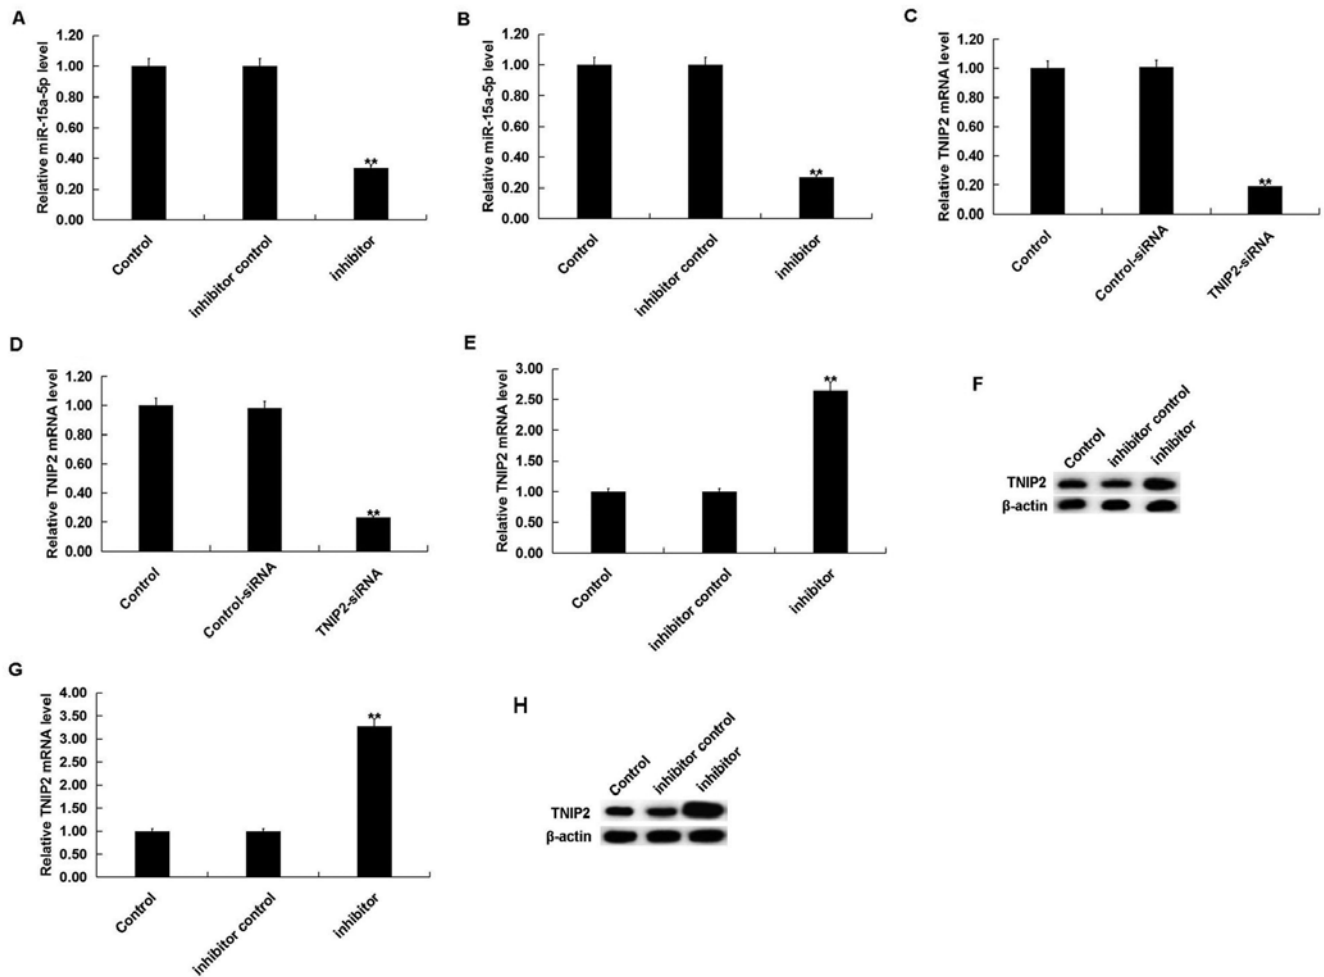 A
Relative miR-15a-5p level
1.20
1.00
0.80
0.60
0.40
0.20
0.00
**
Control
inhibitor control
inhibitor
B
Relative miR-15a-5p level
1.20
1.00
0.80
0.60
0.40
0.20
0.00
**
Control
inhibitor control
inhibitor
C
Relative TNIP2 mRNA level
1.20
1.00
0.80
0.60
0.40
0.20
0.00
**
Control
Control-siRNA
TNIP2-siRNA
D
Relative TNIP2 mRNA level
1.20
1.00
0.80
0.60
0.40
0.20
0.00
**
Control
Control-siRNA
TNIP2-siRNA
E
Relative TNIP2 mRNA level
3.00
2.50
2.00
1.50
1.00
0.50
0.00
**
Control
inhibitor control
inhibitor
F
Control
inhibitor control
inhibitor
TNIP2
β-actin
G
Relative TNIP2 mRNA level
4.00
3.50
3.00
2.50
2.00
1.50
1.00
0.50
0.00
**
Control
inhibitor control
inhibitor
H
Control
inhibitor control
inhibitor
TNIP2
β-actin